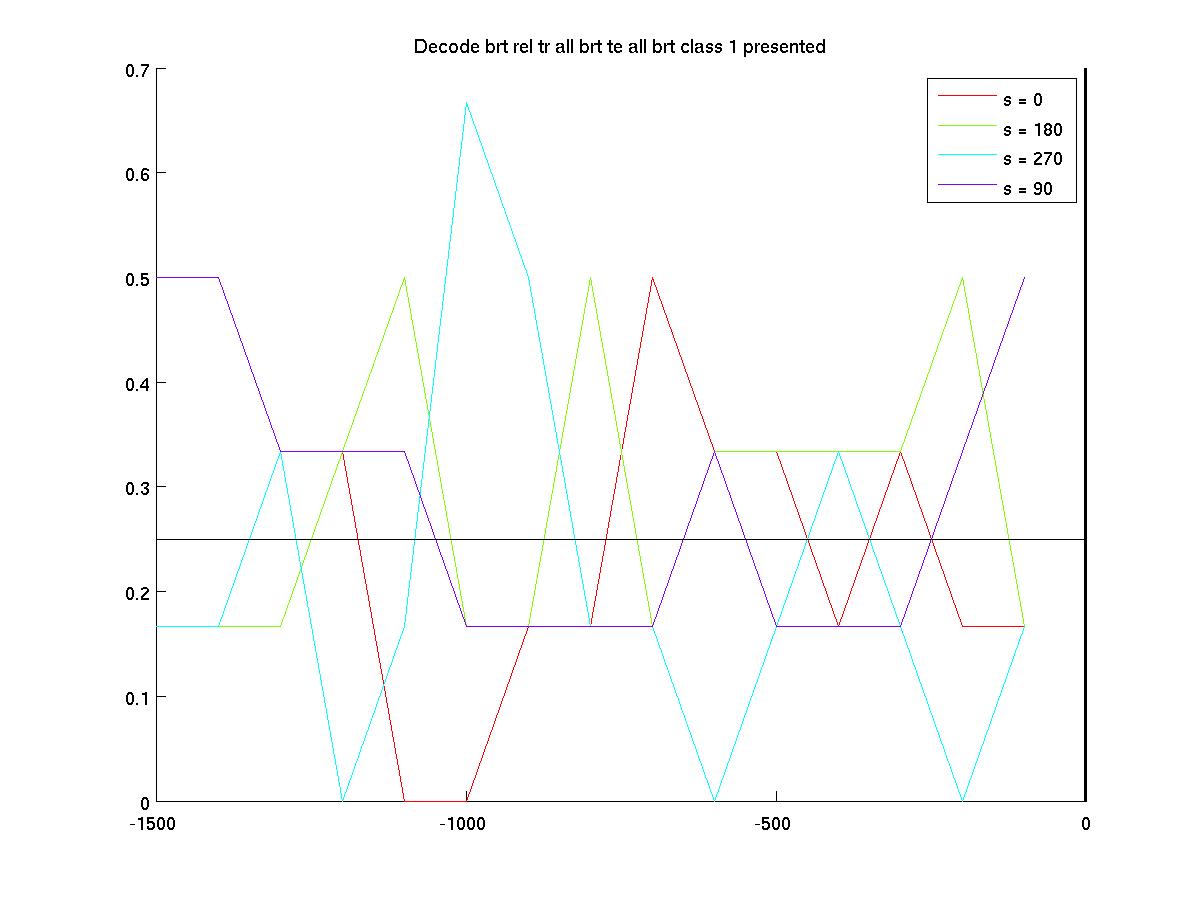 Decode brt rel tr all brt te all brt class 1 presented
0.7
0.6
0.5
0.4
0.3
0.2
0.1
0
-1500
-1000
-500
0
s = 0
s = 180
s = 270
s = 90